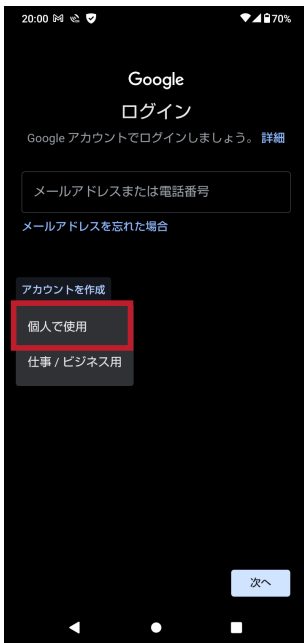 20:00 70%
Google
ログイン
Google アカウントでログインしましょう。 詳細
メールアドレスまたは電話番号
メールアドレスを忘れた場合
アカウントを作成
個人で使用
仕事 / ビジネス用
次へ